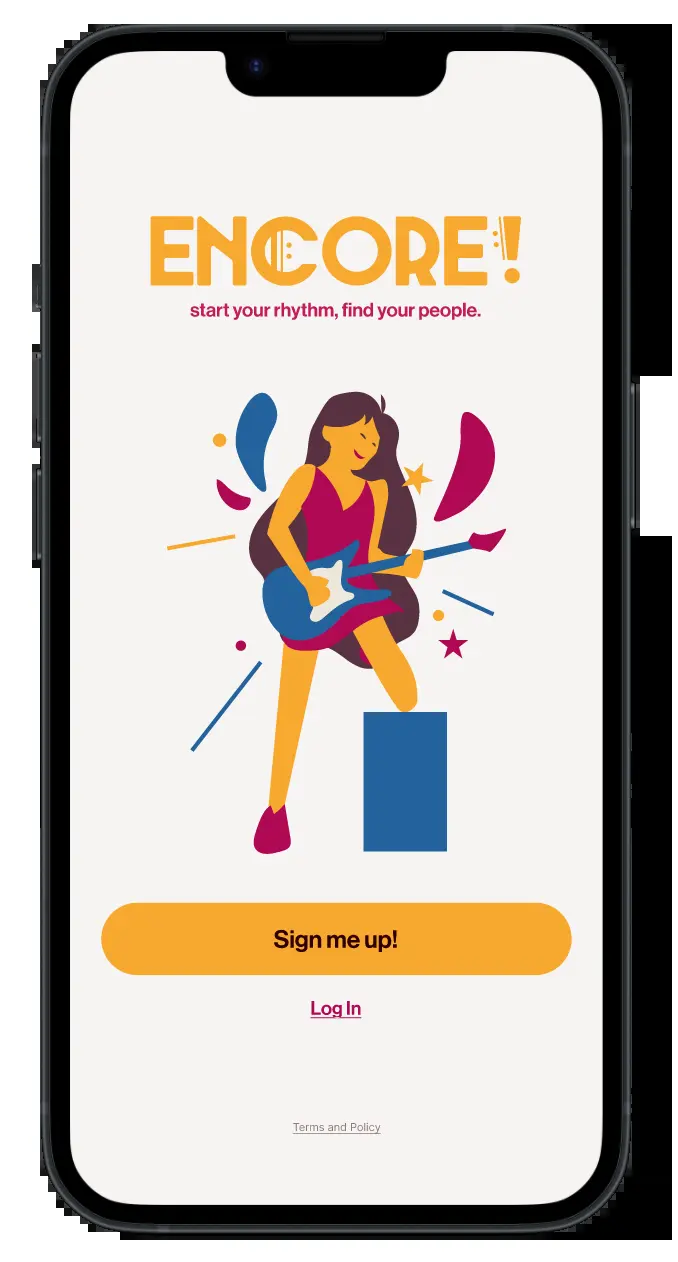 ENCORE!
start your rhythm, find your people.
Sign me up!
Log In
Terms and Policy